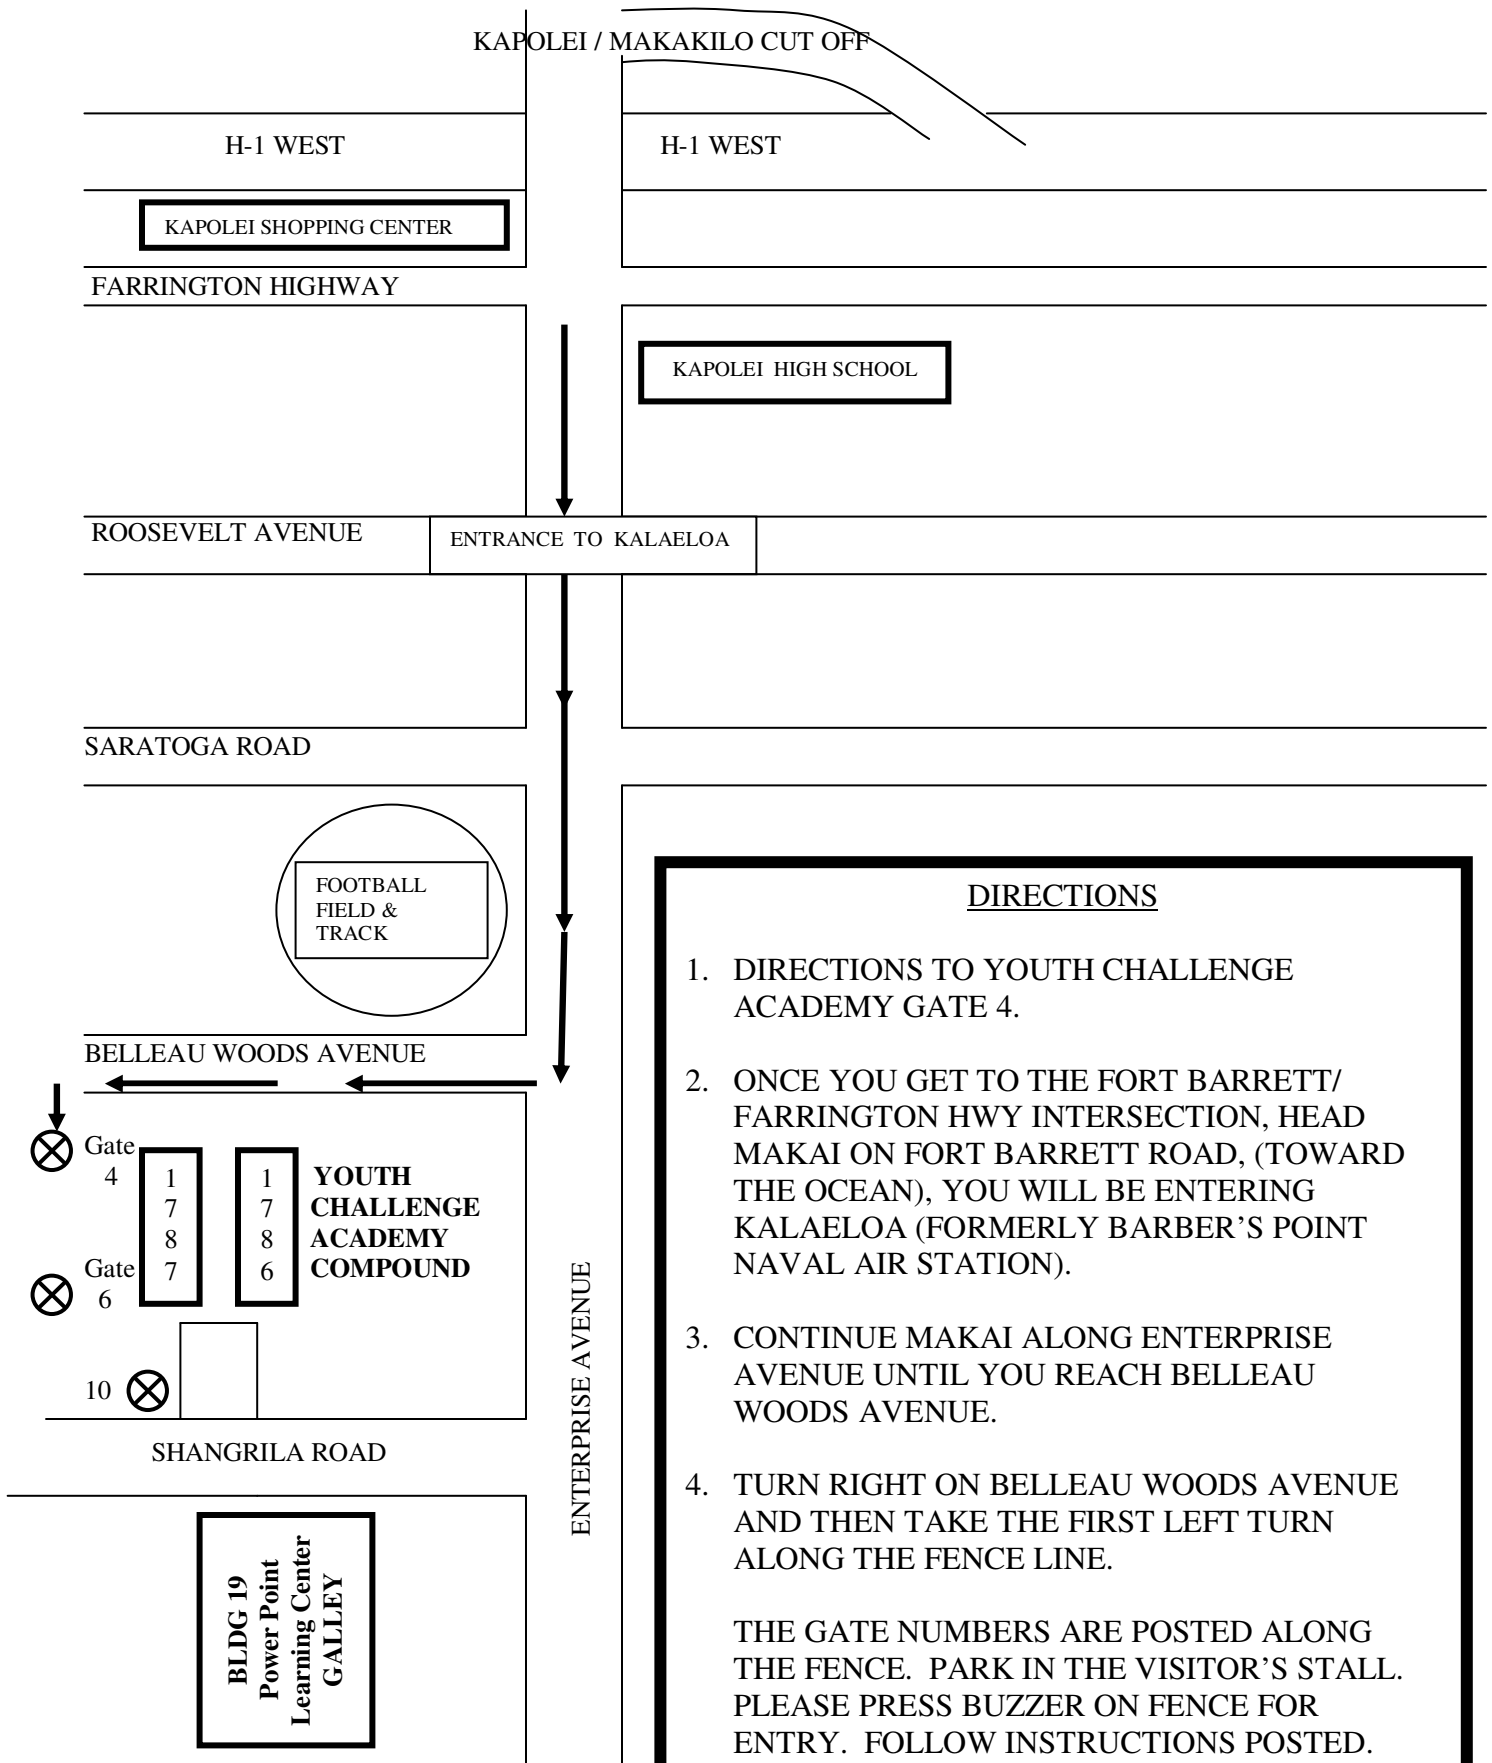 KAPOLEI / MAKAKILO CUT OFF
H-1 WEST
H-1 WEST
KAPOLEI SHOPPING CENTER
FARRINGTON HIGHWAY
KAPOLEI HIGH SCHOOL
ROOSEVELT AVENUE
ENTRANCE TO KALAELOA
SARATOGA ROAD
FOOTBALL
FIELD &
TRACK
BELLEAU WOODS AVENUE
Gate
4
Gate
6
1
7
8
7
1
7
8
6
YOUTH
CHALLENGE
ACADEMY
COMPOUND
10
SHANGRILA ROAD
BLDG 19
Power Point
Learning Center
GALLEY
ENTERPRISE AVENUE
DIRECTIONS
1. DIRECTIONS TO YOUTH CHALLENGE
ACADEMY GATE 4.
2. ONCE YOU GET TO THE FORT BARRETT/
FARRINGTON HWY INTERSECTION, HEAD
MAKAI ON FORT BARRETT ROAD, (TOWARD
THE OCEAN), YOU WILL BE ENTERING
KALAELOA (FORMERLY BARBER'S POINT
NAVAL AIR STATION).
3. CONTINUE MAKAI ALONG ENTERPRISE
AVENUE UNTIL YOU REACH BELLEAU
WOODS AVENUE.
4. TURN RIGHT ON BELLEAU WOODS AVENUE
AND THEN TAKE THE FIRST LEFT TURN
ALONG THE FENCE LINE.
THE GATE NUMBERS ARE POSTED ALONG
THE FENCE. PARK IN THE VISITOR'S STALL.
PLEASE PRESS BUZZER ON FENCE FOR
ENTRY. FOLLOW INSTRUCTIONS POSTED.